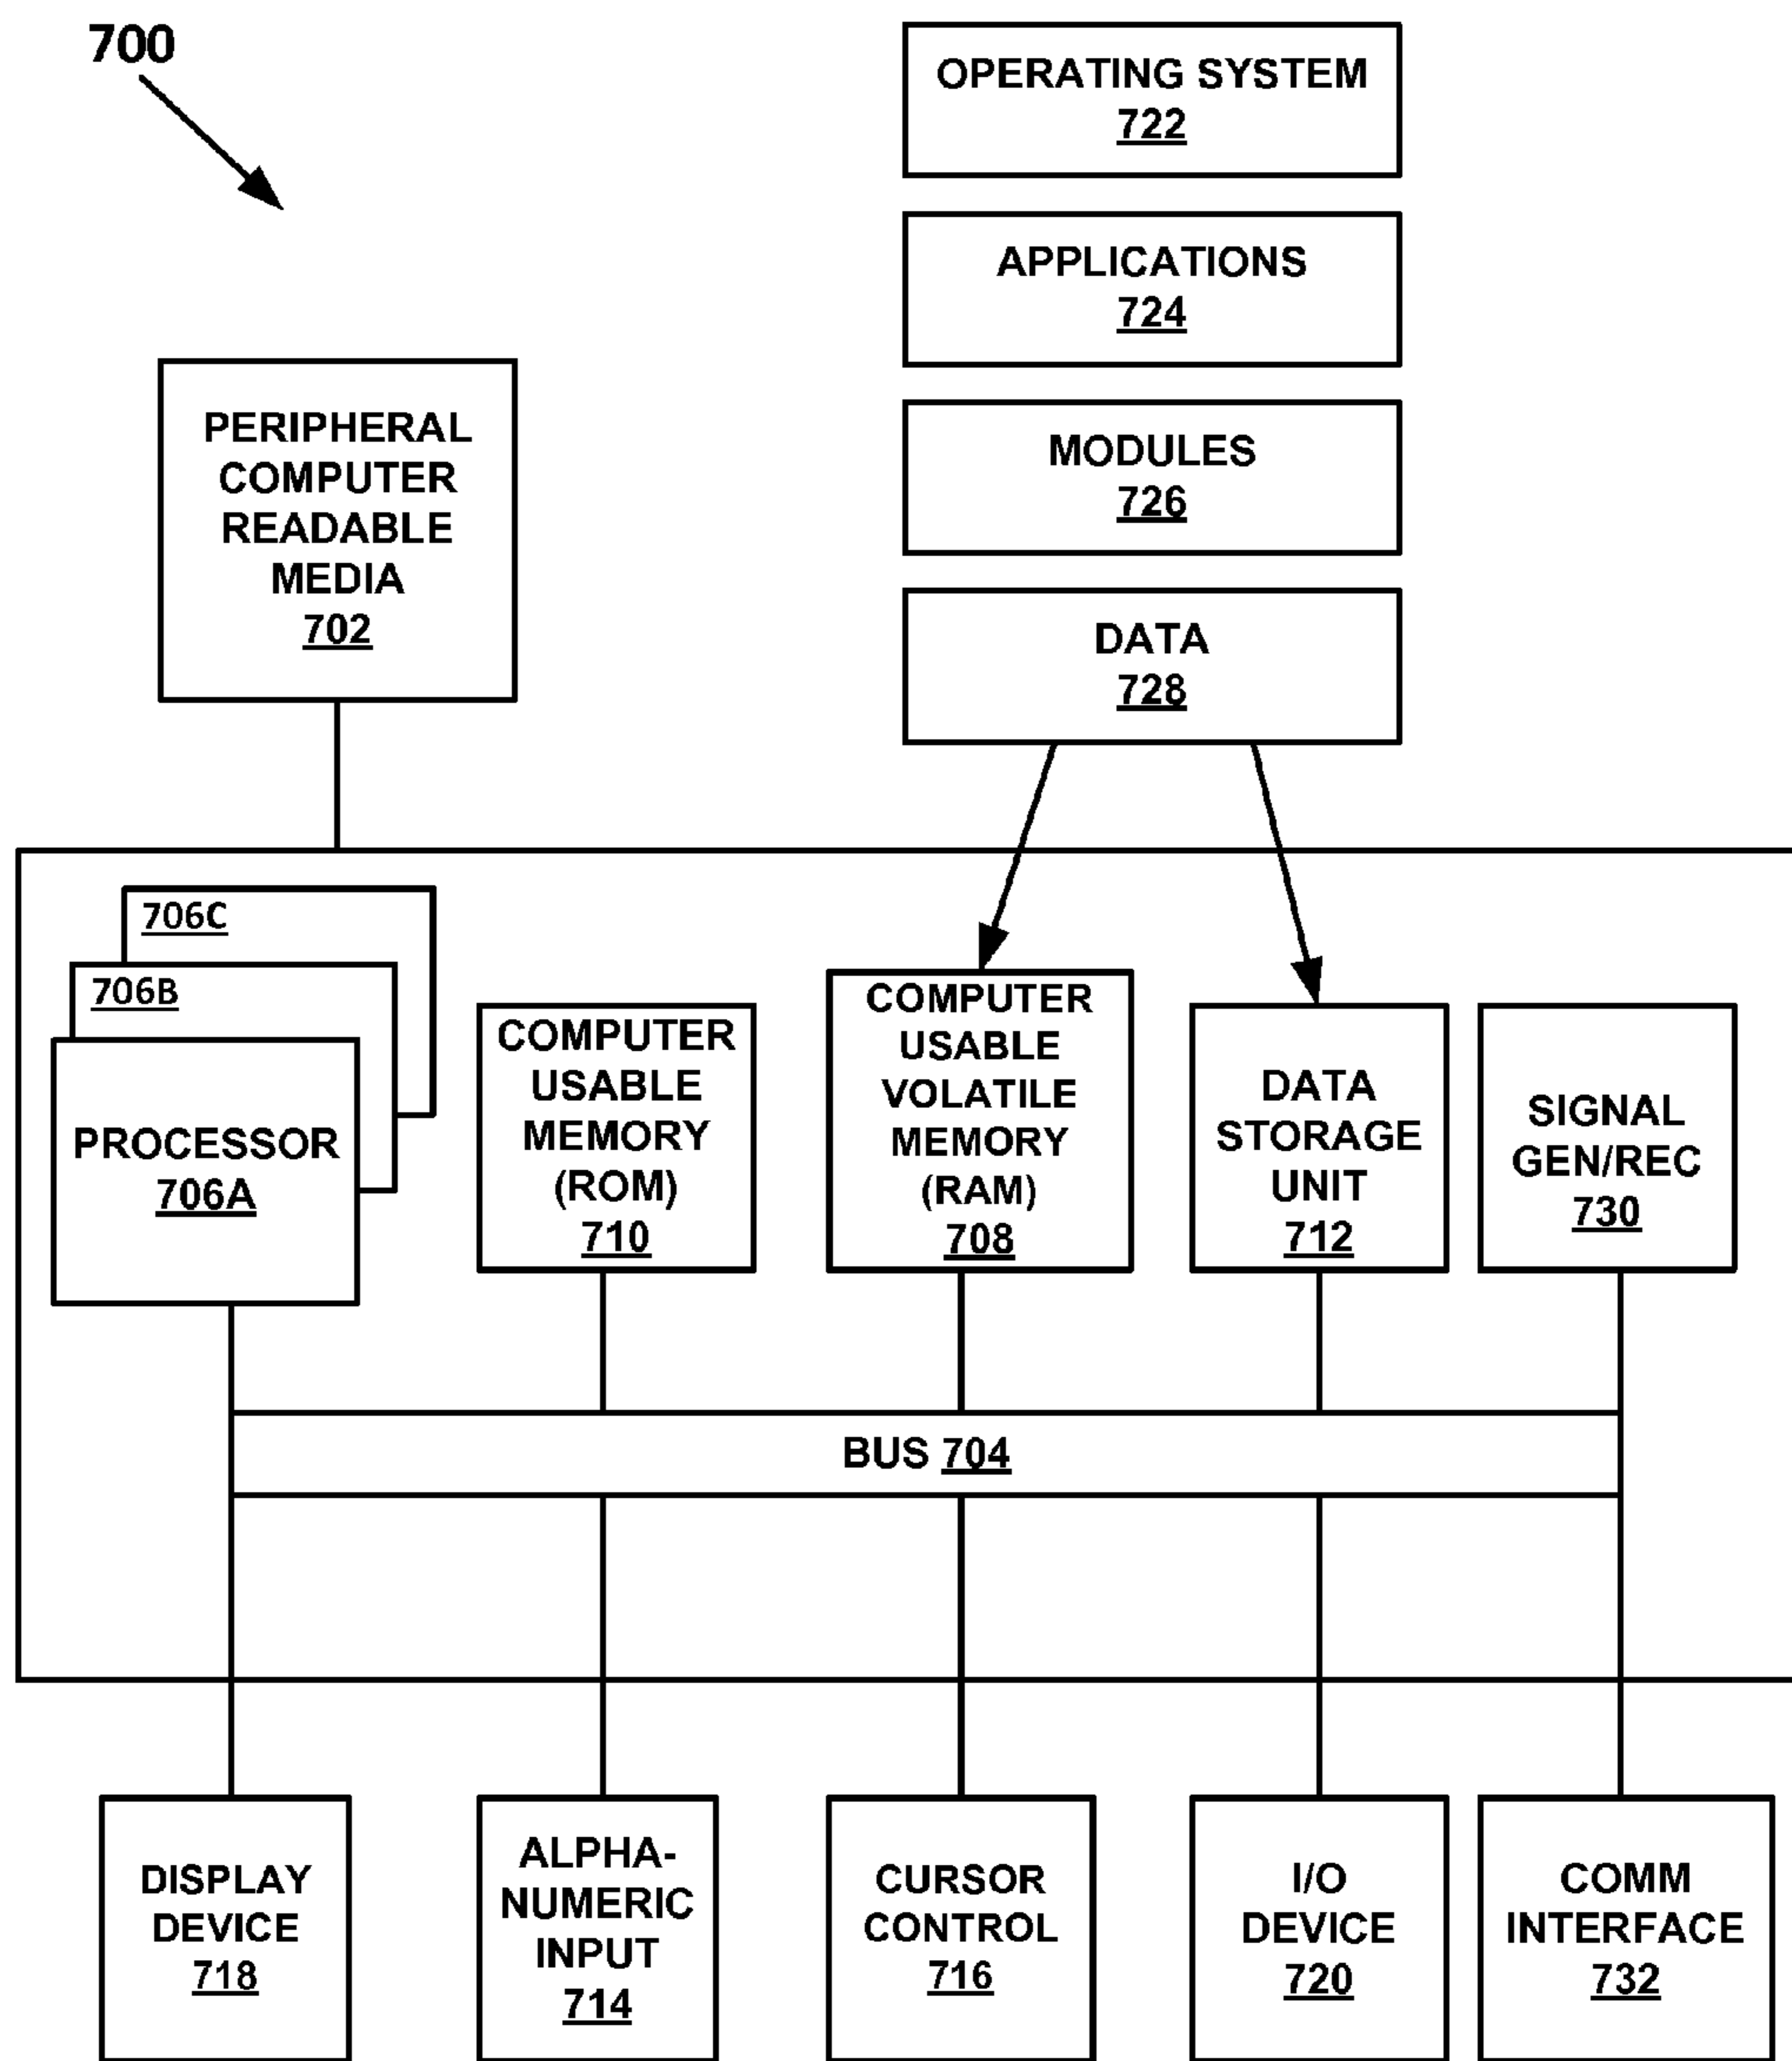 700
OPERATING SYSTEM
722
APPLICATIONS
724
MODULES
726
DATA
728
PERIPHERAL
COMPUTER
READABLE
MEDIA
702
706C
706B
PROCESSOR
706A
COMPUTER
USABLE
MEMORY
(ROM)
710
COMPUTER
USABLE
VOLATILE
MEMORY
(RAM)
708
DATA
STORAGE
UNIT
712
SIGNAL
GEN/REC
730
BUS 704
DISPLAY
DEVICE
718
ALPHA-
NUMERIC
INPUT
714
CURSOR
CONTROL
716
I/O
DEVICE
720
COMM
INTERFACE
732